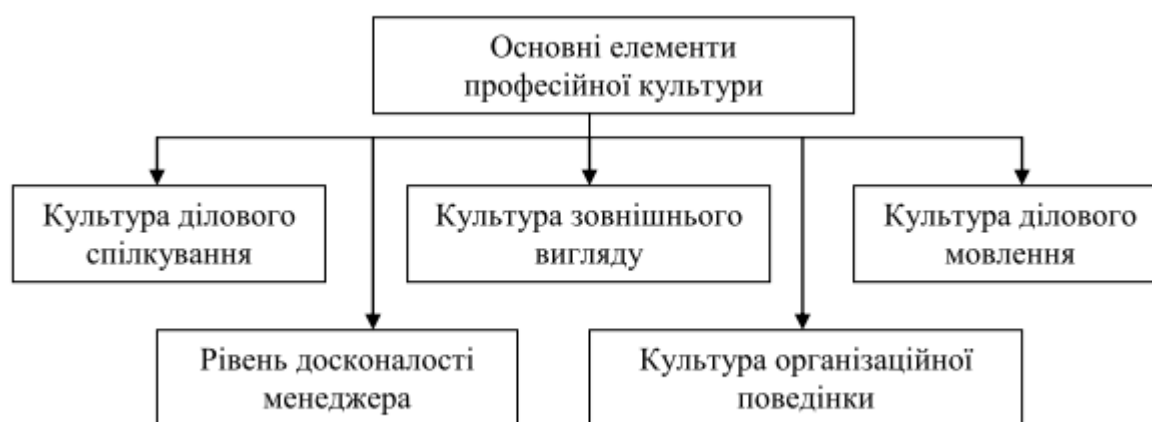 Основні елементи
професійної культури
Культура ділового
спілкування
Культура зовнішнього
вигляду
Культура ділового
мовлення
Рівень досконалості
менеджера
Культура організаційної
поведінки